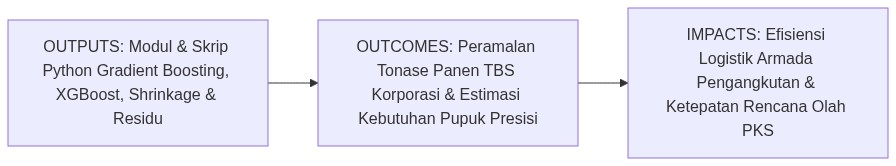 OUTPUTS: Modul & Skrip
Python Gradient Boosting,
XGBoost, Shrinkage &
Residu
OUTCOMES: Peramalan
Tonase Panen TBS
Korporasi & Estimasi
Kebutuhan Pupuk Presisi
IMPACTS: Efisiensi
Logistik Armada
Pengangkutan &
Ketepatan Rencana Olah
PKS